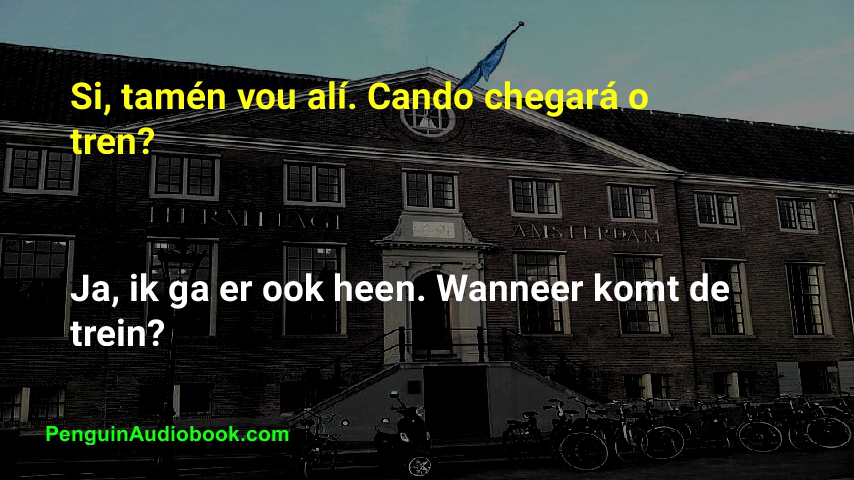 Si, tamén vou alí. Cando chegará o
tren?
HERMITAGE
AMSTERDAM
Ja, ik ga er ook heen. Wanneer komt de
trein?
PenguinAudiobook.com